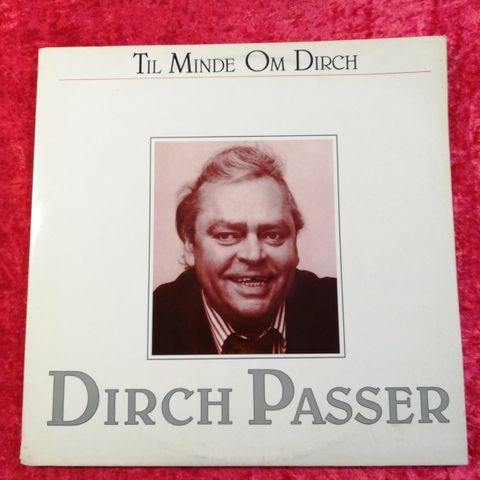 Til Minde Om Dirch
Dirch Passer